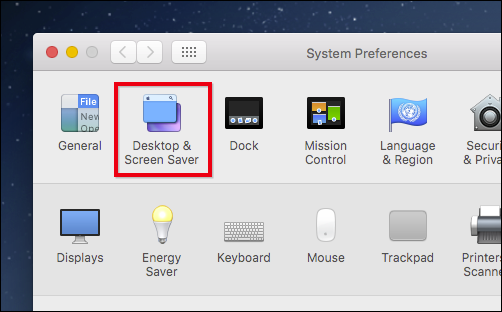 System Preferences
File
New
Ope
General
Desktop &
Screen Saver
Dock
Mission
Control
Language
& Region
Securi
& Priva
Displays
Energy
Saver
Keyboard
Mouse
Trackpad
Printers
Scanne